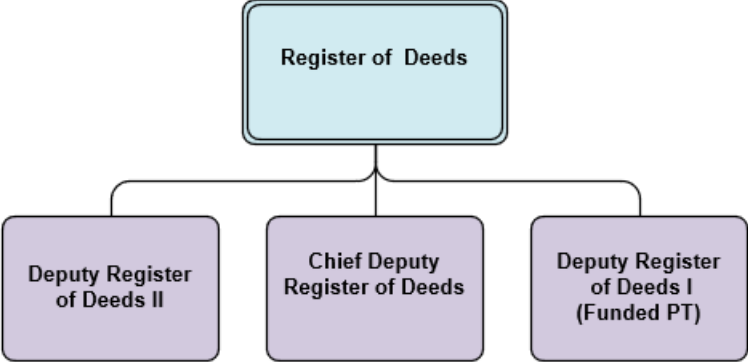 Register of Deeds
Deputy Register
of Deeds II
Chief Deputy
Register of Deeds
Deputy Register
of Deeds I
(Funded PT)